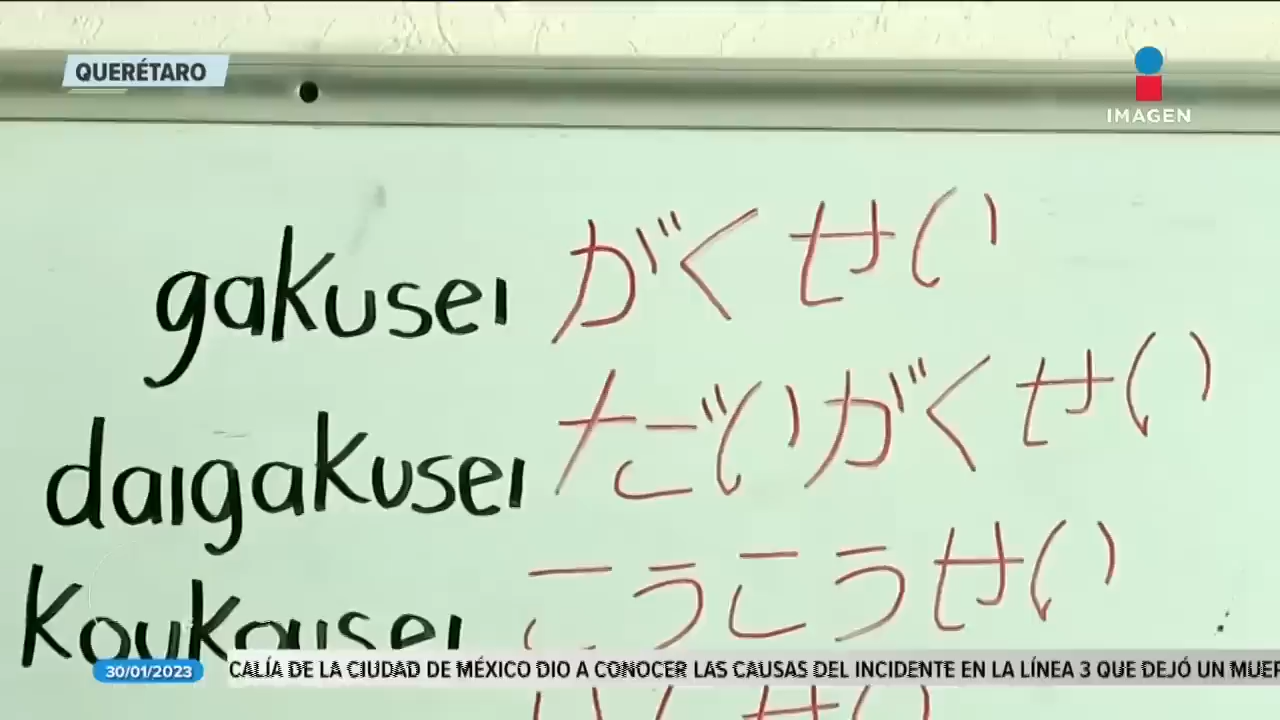 QUERÉTARO
IMAGEN
gakusei がくせい
daigakusei だいがくせい
Koukousei こうこうせい
30/01/2023 CALÍA DE LA CIUDAD DE MÉXICO DIO A CONOCER LAS CAUSAS DEL INCIDENTE EN LA LÍNEA 3 QUE DEJÓ UN MUER